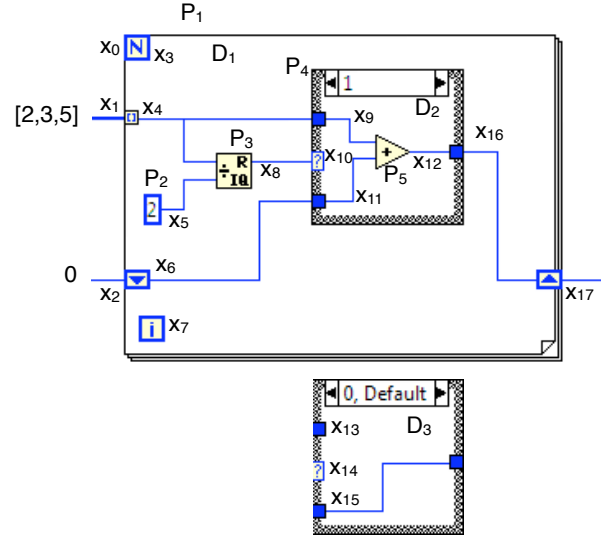 P₁
x₀ N x₃ D₁
P₄ 1
D₂
[2,3,5] x₁ [] x₄ x₉ x₁₆
P₃
÷ R IQ x₈ ? x₁₀ + x₁₂
P₅
P₂
2 x₅ x₁₁
0 x₂ x₆ x₁₇
i x₇
0, Default
x₁₃ D₃
? x₁₄
x₁₅